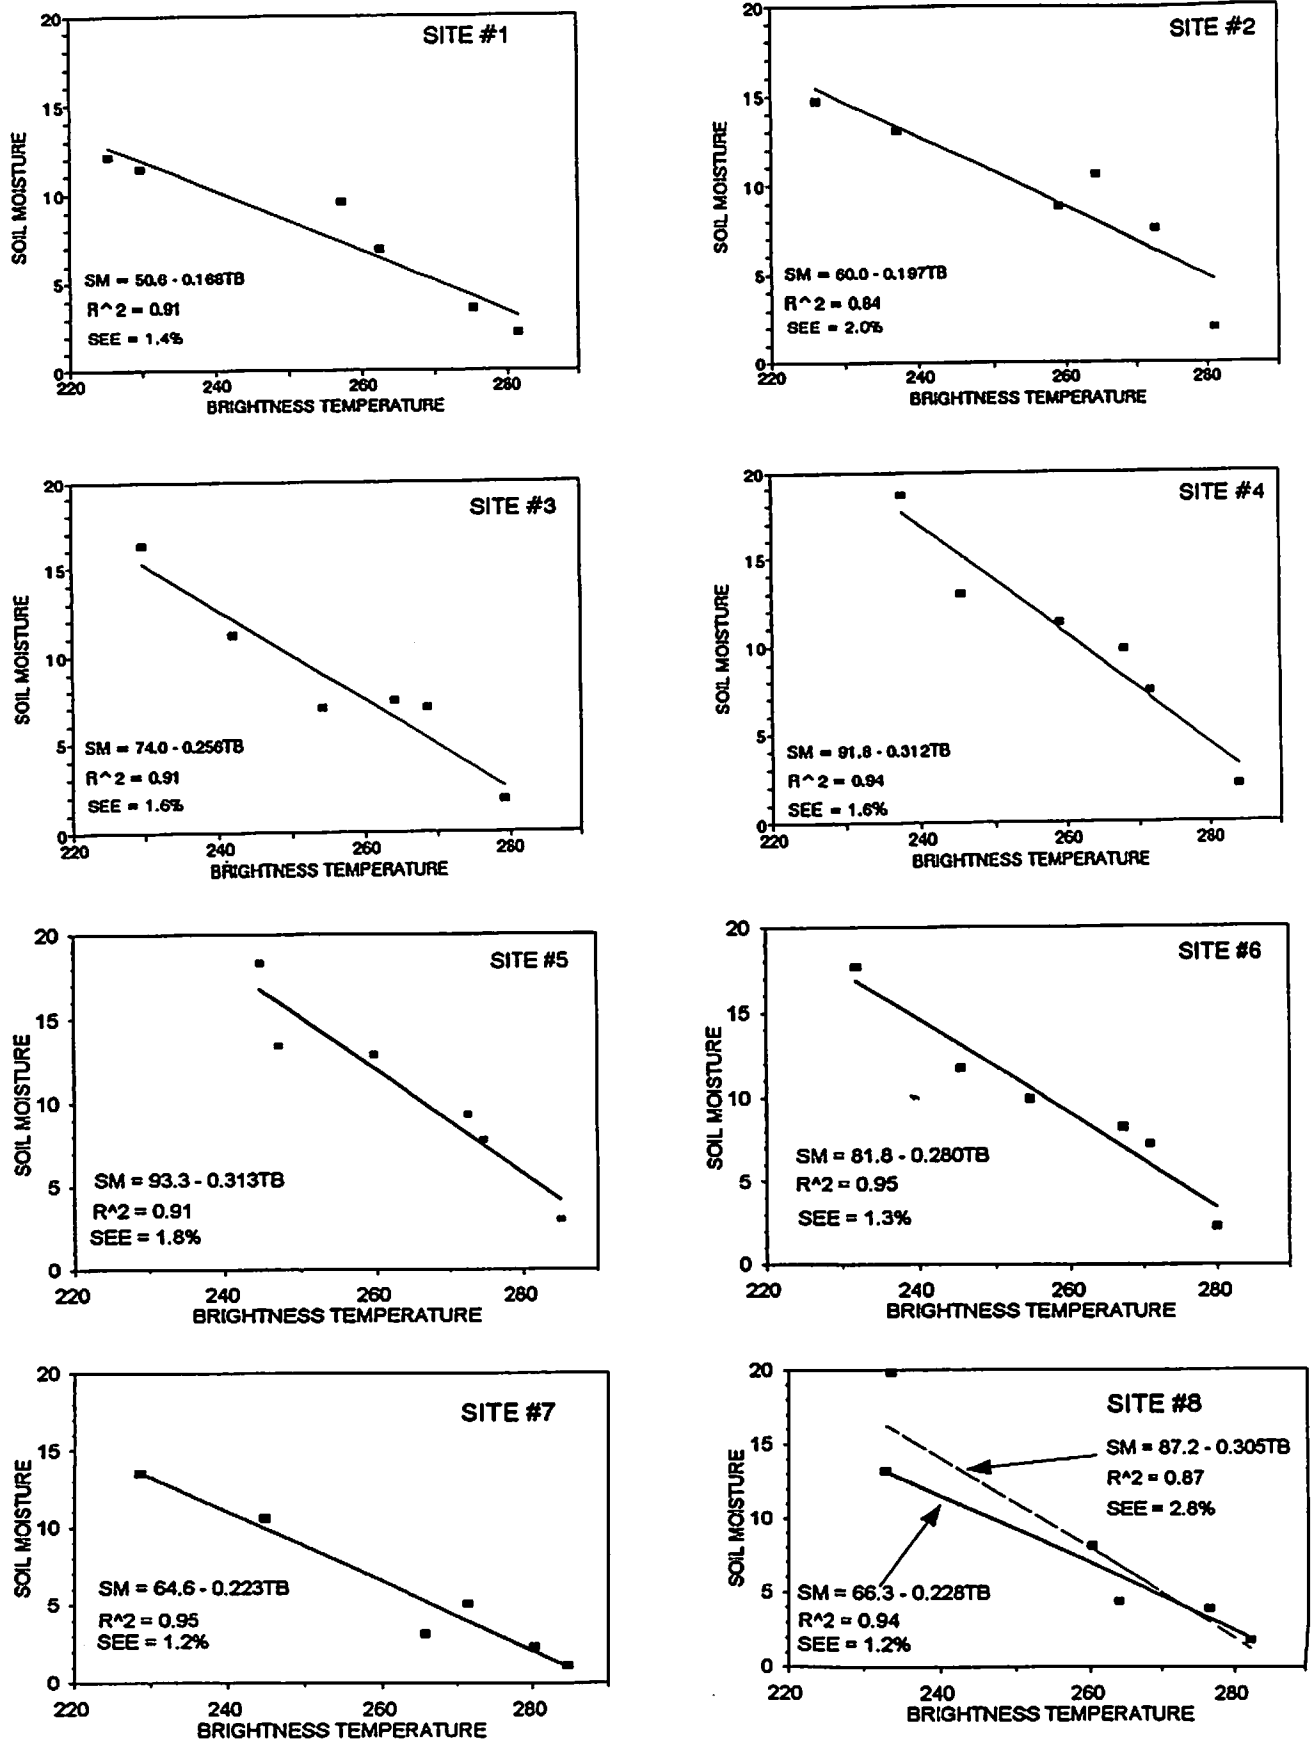 SITE #1
20
15
10
5
0
SOIL MOISTURE
SM = 50.6 - 0.168TB
R^2 = 0.91
SEE = 1.4%
220 240 260 280
BRIGHTNESS TEMPERATURE
SITE #2
20
15
10
5
0
SOIL MOISTURE
SM = 60.0 - 0.197TB
R^2 = 0.84
SEE = 2.0%
220 240 260 280
BRIGHTNESS TEMPERATURE
SITE #3
20
15
10
5
0
SOIL MOISTURE
SM = 74.0 - 0.256TB
R^2 = 0.91
SEE = 1.6%
220 240 260 280
BRIGHTNESS TEMPERATURE
SITE #4
20
15
10
5
0
SOIL MOISTURE
SM = 91.8 - 0.312TB
R^2 = 0.94
SEE = 1.6%
220 240 260 280
BRIGHTNESS TEMPERATURE
SITE #5
20
15
10
5
0
SOIL MOISTURE
SM = 93.3 - 0.313TB
R^2 = 0.91
SEE = 1.8%
220 240 260 280
BRIGHTNESS TEMPERATURE
SITE #6
20
15
10
5
0
SOIL MOISTURE
SM = 81.8 - 0.280TB
R^2 = 0.95
SEE = 1.3%
220 240 260 280
BRIGHTNESS TEMPERATURE
SITE #7
20
15
10
5
0
SOIL MOISTURE
SM = 64.6 - 0.223TB
R^2 = 0.95
SEE = 1.2%
220 240 260 280
BRIGHTNESS TEMPERATURE
SITE #8
20
15
10
5
0
SOIL MOISTURE
SM = 87.2 - 0.305TB
R^2 = 0.87
SEE = 2.8%
SM = 66.3 - 0.228TB
R^2 = 0.94
SEE = 1.2%
220 240 260 280
BRIGHTNESS TEMPERATURE